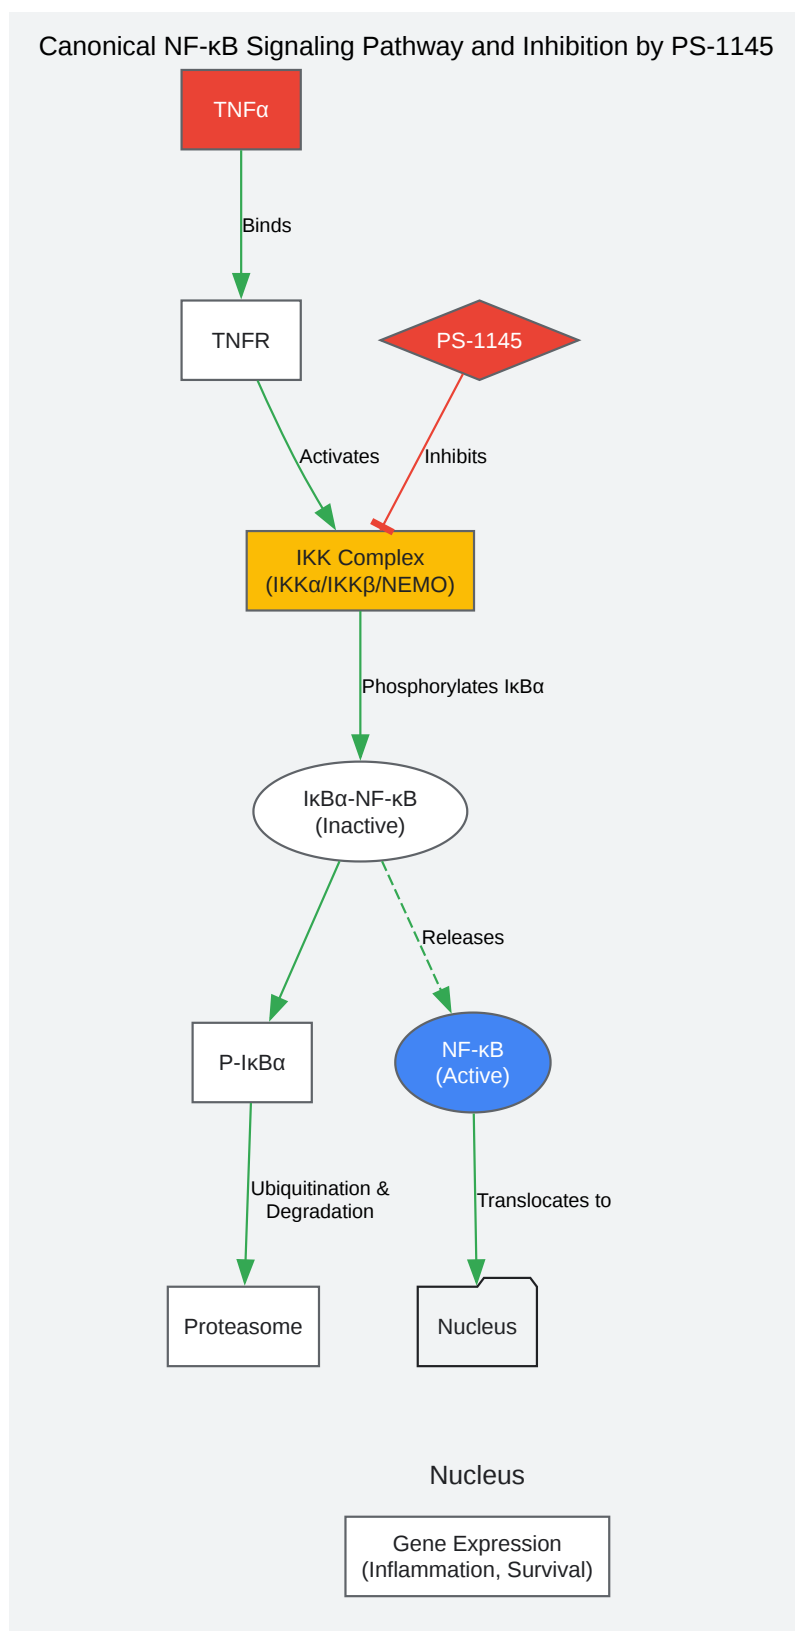 Canonical NF-κB Signaling Pathway and Inhibition by PS-1145
TNFα
Binds
TNFR
PS-1145
Activates
Inhibits
IKK Complex
(IKKα/IKKβ/NEMO)
Phosphorylates IκBα
IκBα-NF-κB
(Inactive)
Releases
P-IκBα
NF-κB
(Active)
Ubiquitination &
Degradation
Translocates to
Proteasome
Nucleus
Nucleus
Gene Expression
(Inflammation, Survival)